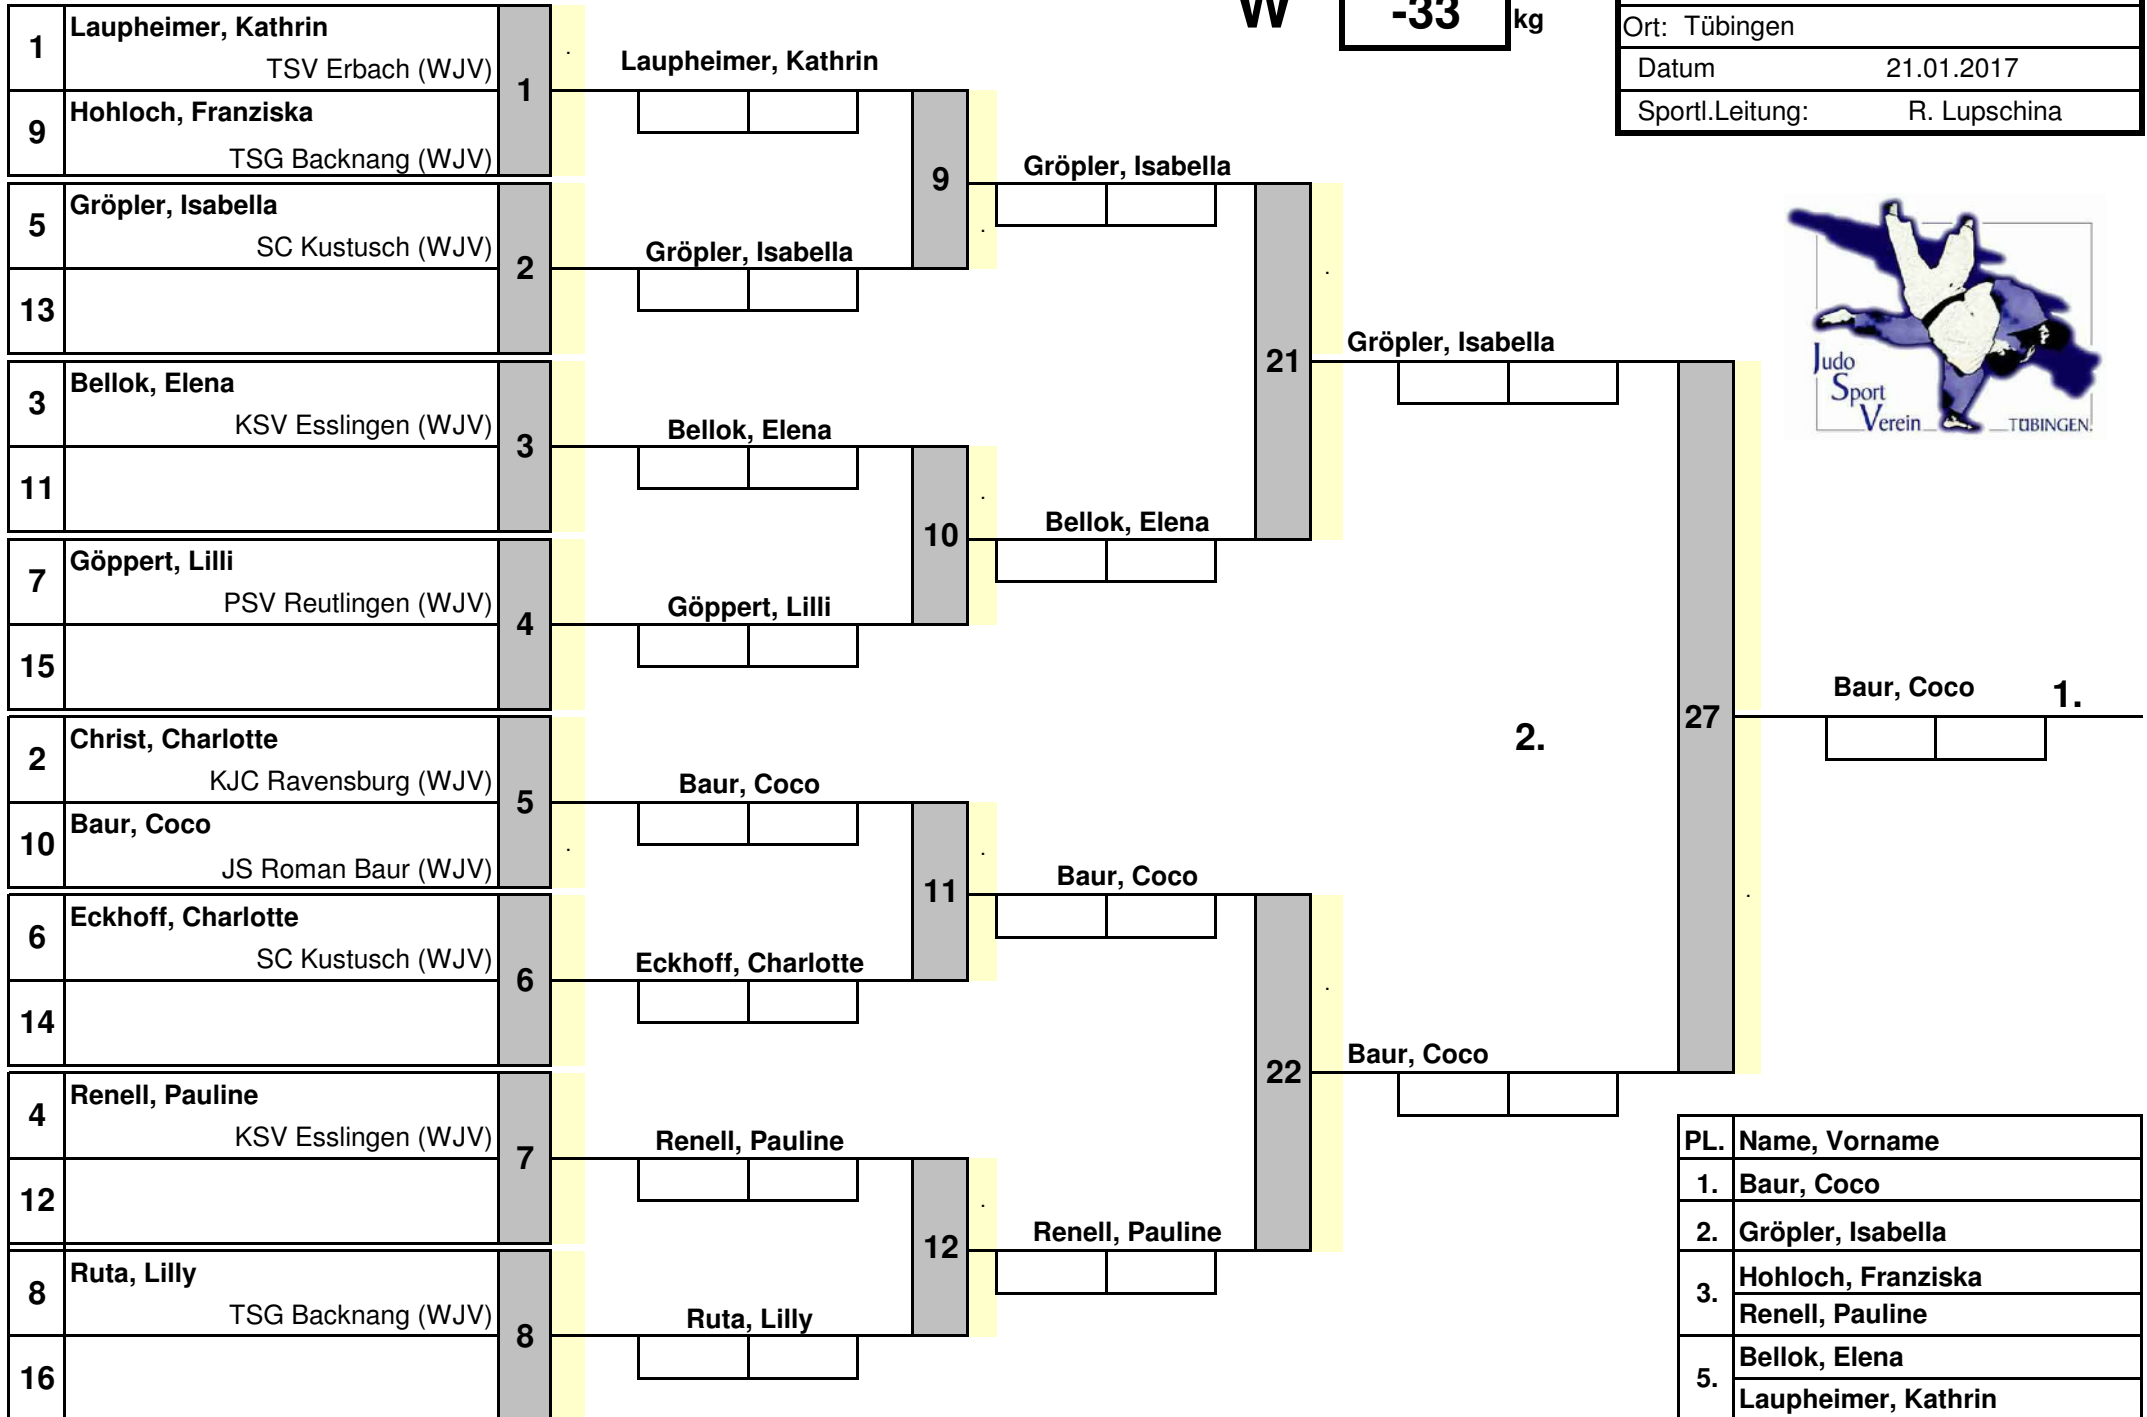 W -33 kg
Ort: Tübingen
Datum 21.01.2017
Sportl.Leitung: R. Lupschina
Judo
Sport
Verein TÜBINGEN
1 Laupheimer, Kathrin
TSV Erbach (WJV)
9 Hohloch, Franziska
TSG Backnang (WJV)
1
5 Gröpler, Isabella
SC Kustusch (WJV)
13
2
3 Bellok, Elena
KSV Esslingen (WJV)
11
3
7 Göppert, Lilli
PSV Reutlingen (WJV)
15
4
2 Christ, Charlotte
KJC Ravensburg (WJV)
10 Baur, Coco
JS Roman Baur (WJV)
5
6 Eckhoff, Charlotte
SC Kustusch (WJV)
14
6
4 Renell, Pauline
KSV Esslingen (WJV)
12
7
8 Ruta, Lilly
TSG Backnang (WJV)
16
8
Laupheimer, Kathrin
Gröpler, Isabella
9
Bellok, Elena
Göppert, Lilli
10
Baur, Coco
Eckhoff, Charlotte
11
Renell, Pauline
Ruta, Lilly
12
Gröpler, Isabella
Bellok, Elena
21
Baur, Coco
Renell, Pauline
22
Gröpler, Isabella
2.
Baur, Coco
27
Baur, Coco 1.
PL. Name, Vorname
1. Baur, Coco
2. Gröpler, Isabella
3. Hohloch, Franziska
Renell, Pauline
5. Bellok, Elena
Laupheimer, Kathrin